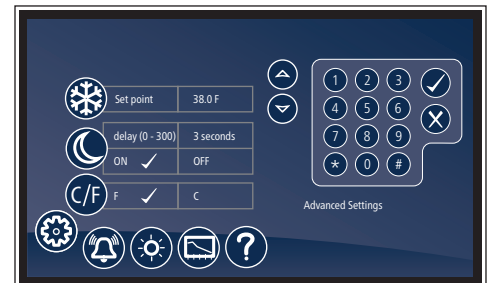 Set point 38.0 F
delay (0 - 300) 3 seconds
ON OFF
C/F F C
1 2 3
4 5 6
7 8 9
* 0 #
Advanced Settings
?